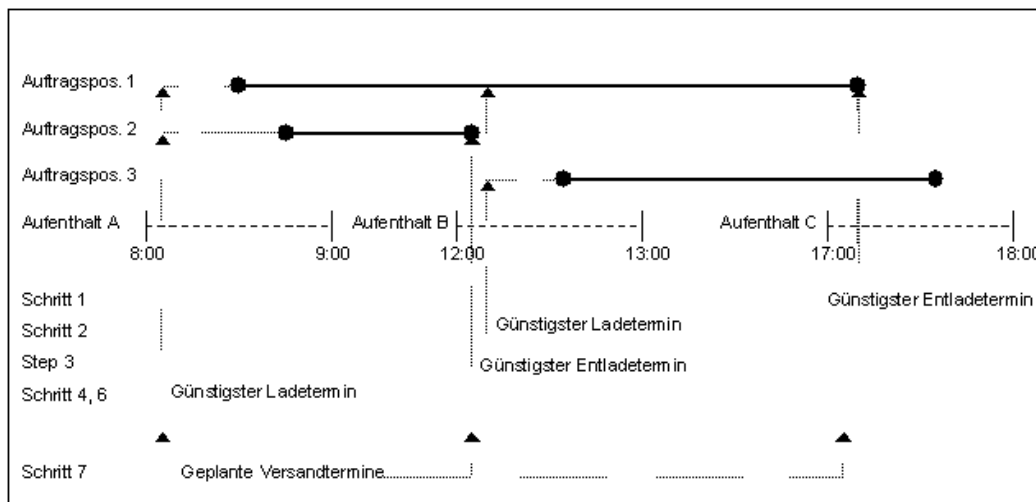 Auftragspos. 1
Auftragspos. 2
Auftragspos. 3
Aufenthalt A Aufenthalt B Aufenthalt C
8:00 9:00 12:00 13:00 17:00 18:00
Schritt 1 Günstigster Entladetermin
Schritt 2 Günstigster Ladetermin
Step 3 Günstigster Entladetermin
Schritt 4, 6 Günstigster Ladetermin
Schritt 7 Geplante Versandtermine